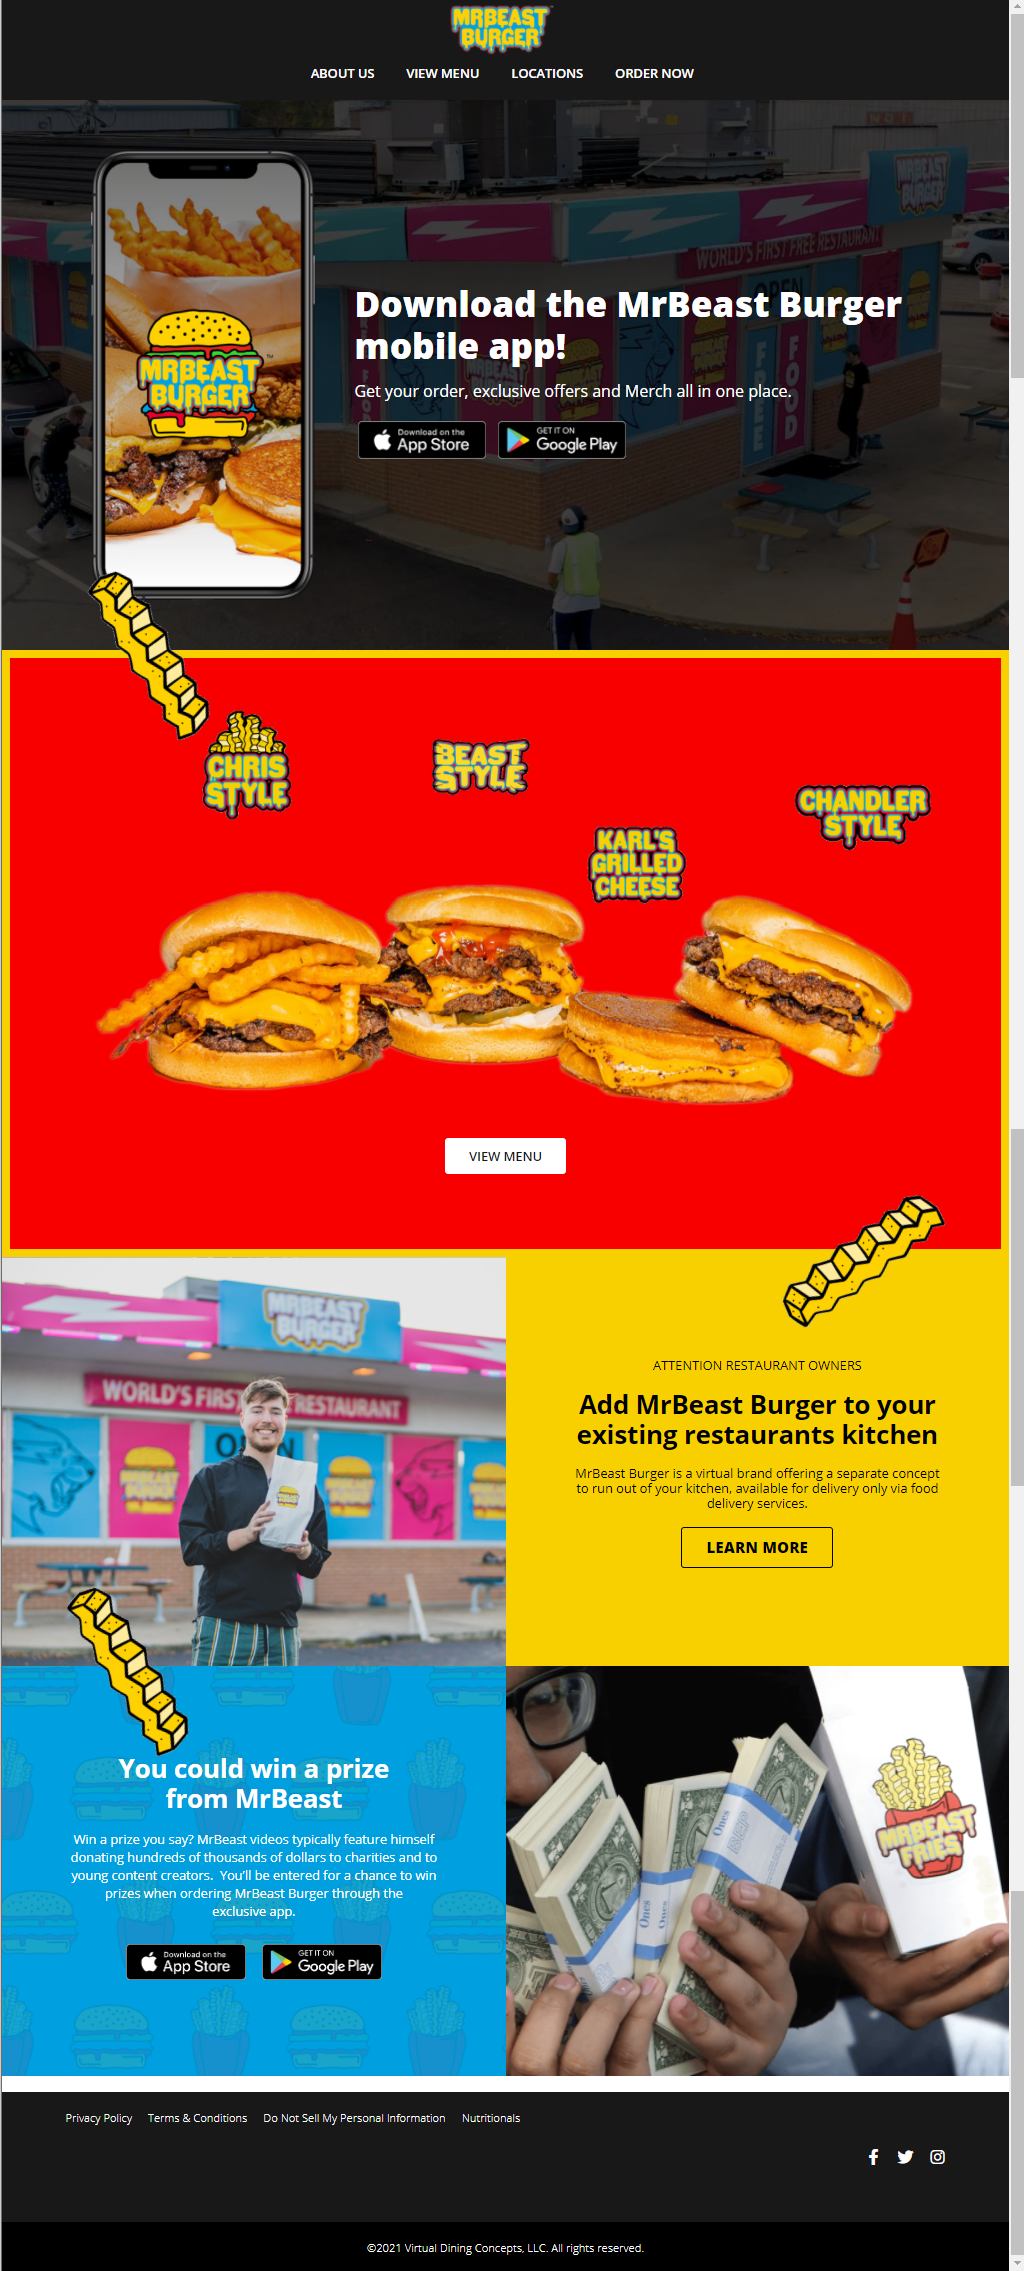 MRBEAST
BURGER
ABOUT US
VIEW MENU
LOCATIONS
ORDER NOW
MRBEAST
BURGER
WORLD'S FIRST FREE RESTAURANT
OPEN
FREE
FOOD
MRBEAST
BURGER
™
Download the MrBeast Burger
mobile app!
Get your order, exclusive offers and Merch all in one place.
Download on the
App Store
GET IT ON
Google Play
CHRIS
STYLE
BEAST
STYLE
KARL'S
GRILLED
CHEESE
CHANDLER
STYLE
VIEW MENU
MRBEAST
BURGER
WORLD'S FIRST
RESTAURANT
ATTENTION RESTAURANT OWNERS
Add MrBeast Burger to your
existing restaurants kitchen
MrBeast Burger is a virtual brand offering a separate concept
to run out of your kitchen, available for delivery only via food
delivery services.
LEARN MORE
You could win a prize
from MrBeast
Win a prize you say? MrBeast videos typically feature himself
donating hundreds of thousands of dollars to charities and to
young content creators. You'll be entered for a chance to win
prizes when ordering MrBeast Burger through the
exclusive app.
Download on the
App Store
GET IT ON
Google Play
Ones
Ones
Ones
MRBEAST
FRIES
Privacy Policy
Terms & Conditions
Do Not Sell My Personal Information
Nutritionals
©2021 Virtual Dining Concepts, LLC. All rights reserved.